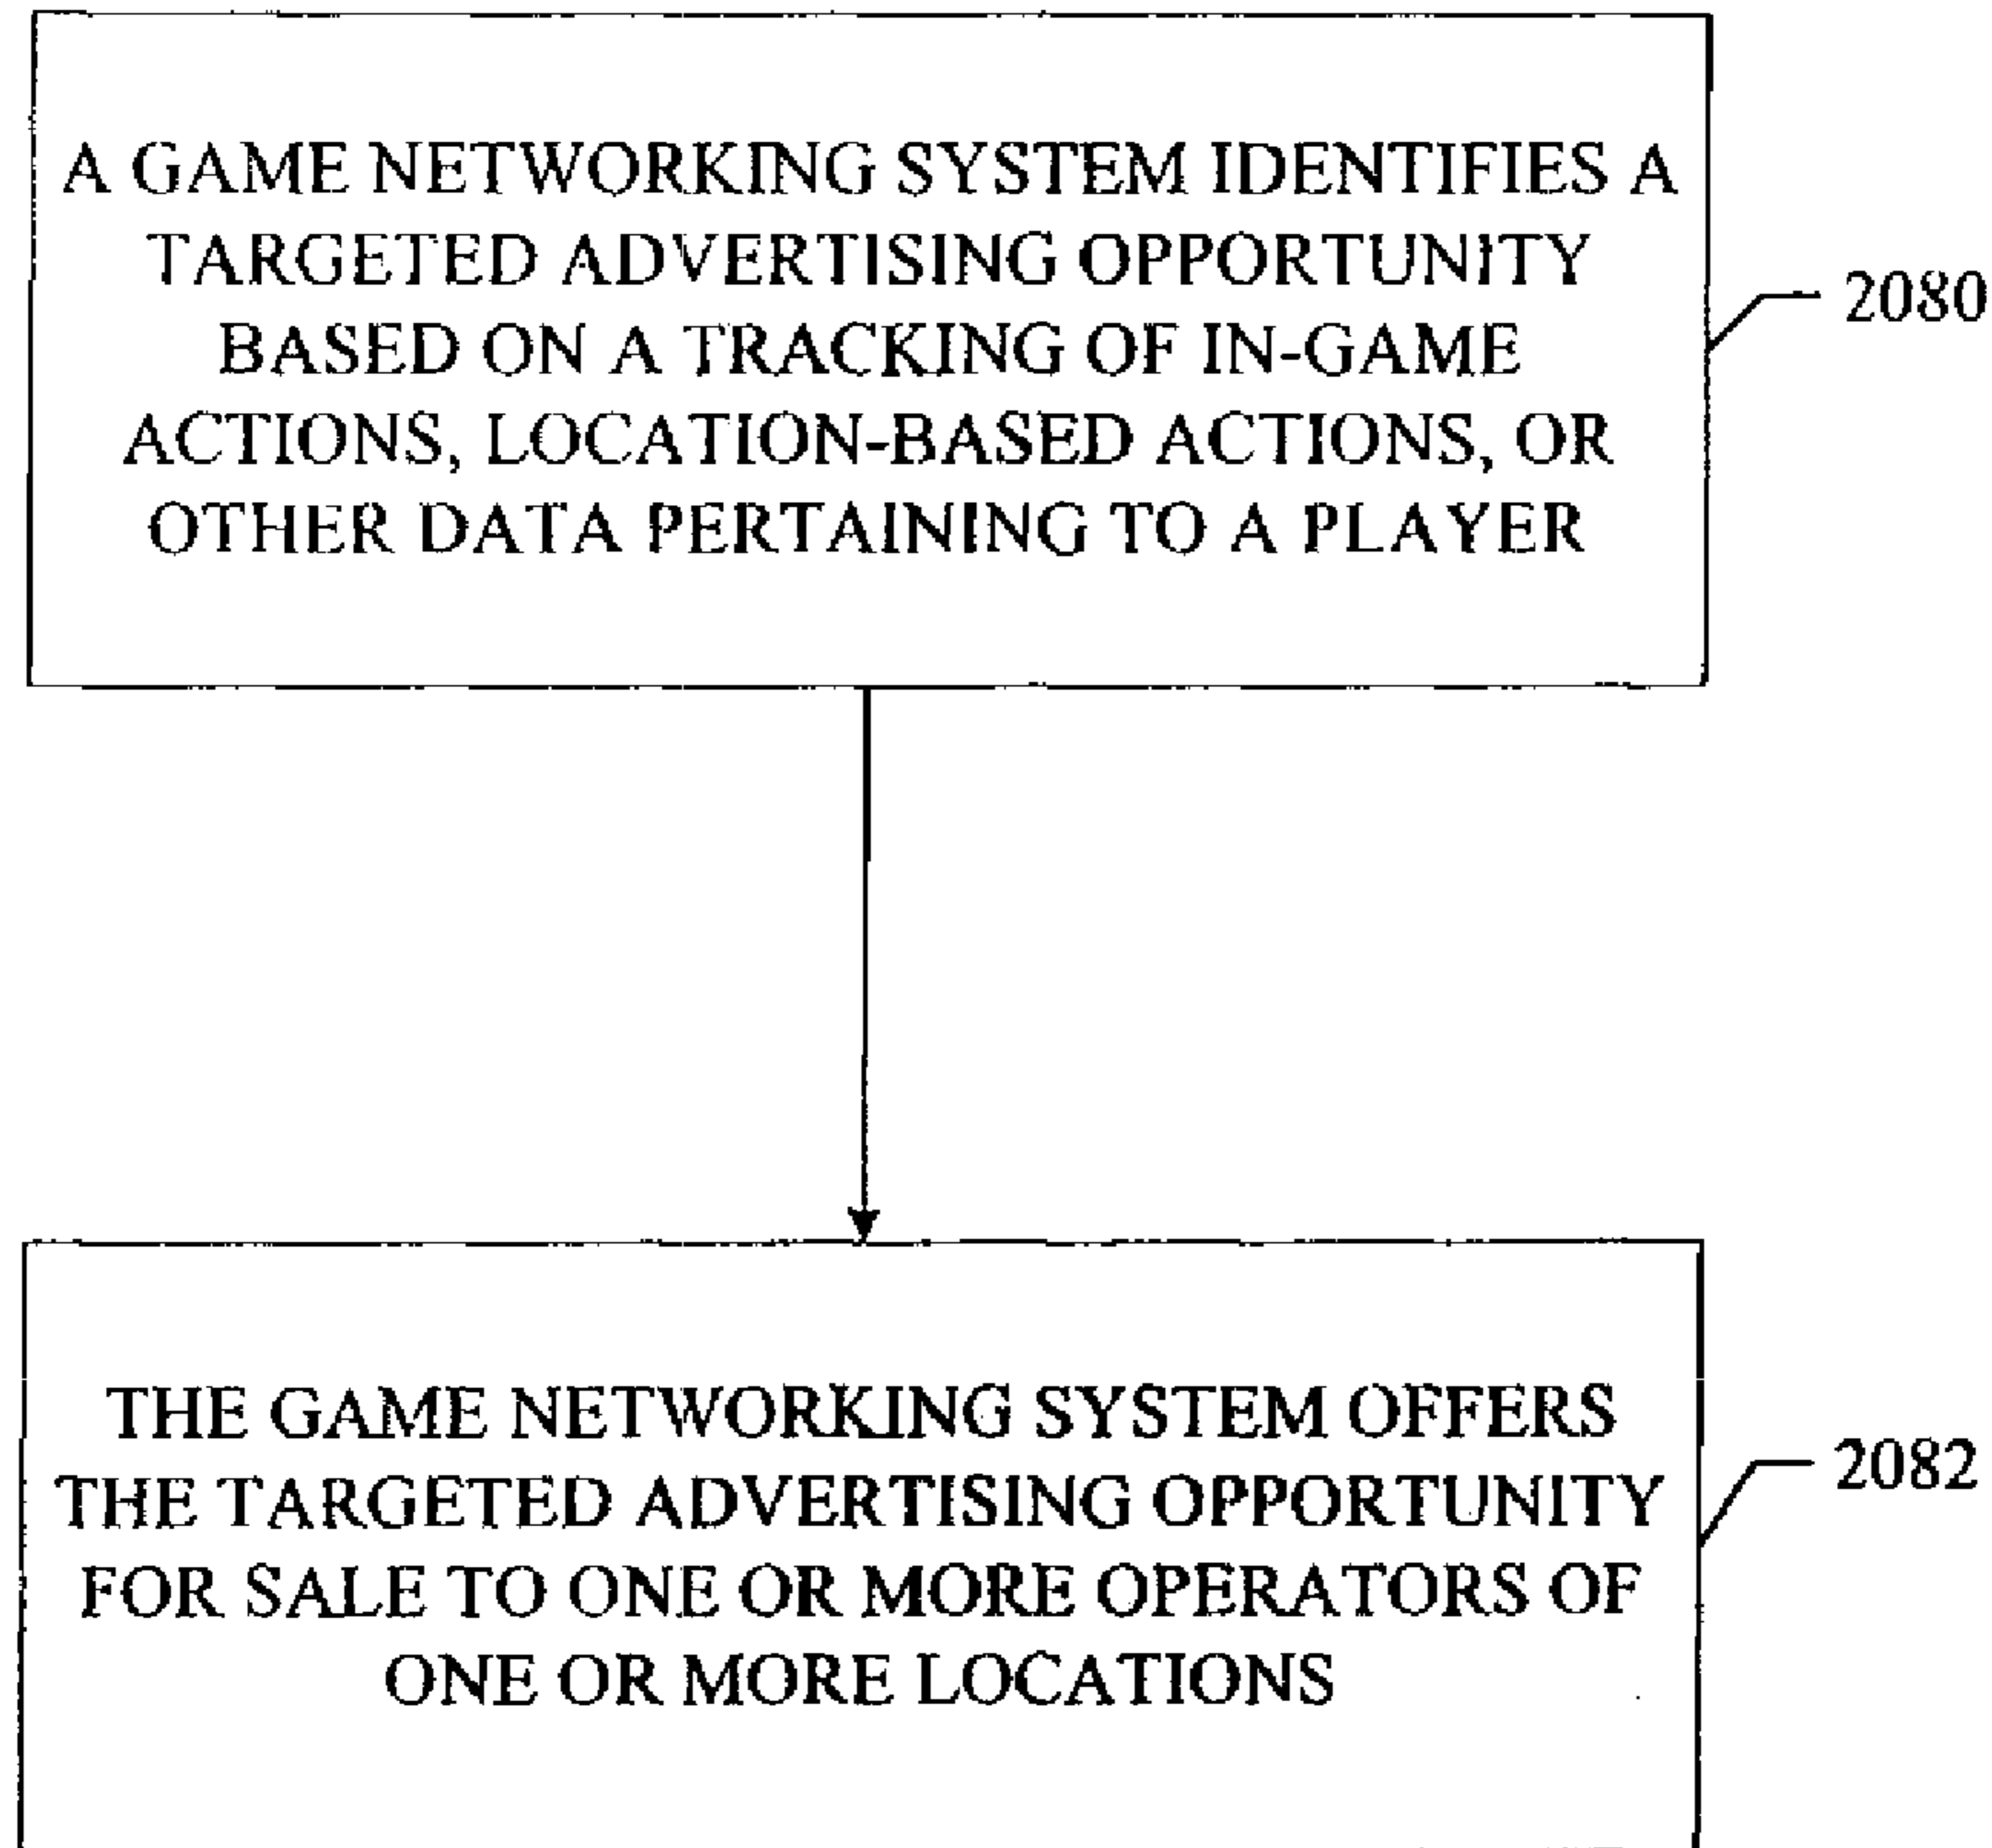 A GAME NETWORKING SYSTEM IDENTIFIES A
TARGETED ADVERTISING OPPORTUNITY
BASED ON A TRACKING OF IN-GAME
ACTIONS, LOCATION-BASED ACTIONS, OR
OTHER DATA PERTAINING TO A PLAYER
2080
THE GAME NETWORKING SYSTEM OFFERS
THE TARGETED ADVERTISING OPPORTUNITY
FOR SALE TO ONE OR MORE OPERATORS OF
ONE OR MORE LOCATIONS
2082